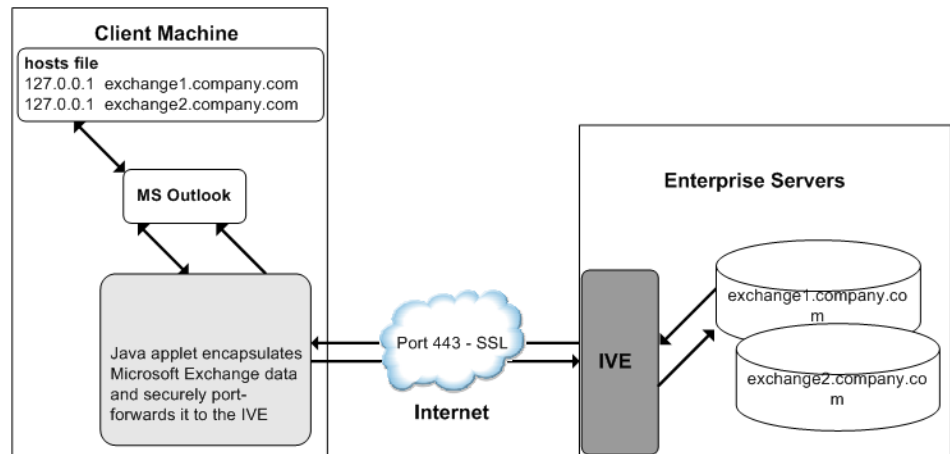 Client Machine
hosts file
127.0.0.1 exchange1.company.com
127.0.0.1 exchange2.company.com
MS Outlook
Java applet encapsulates
Microsoft Exchange data
and securely port-
forwards it to the IVE
Port 443 - SSL
Internet
Enterprise Servers
IVE
exchange1.company.co
m
exchange2.company.co
m